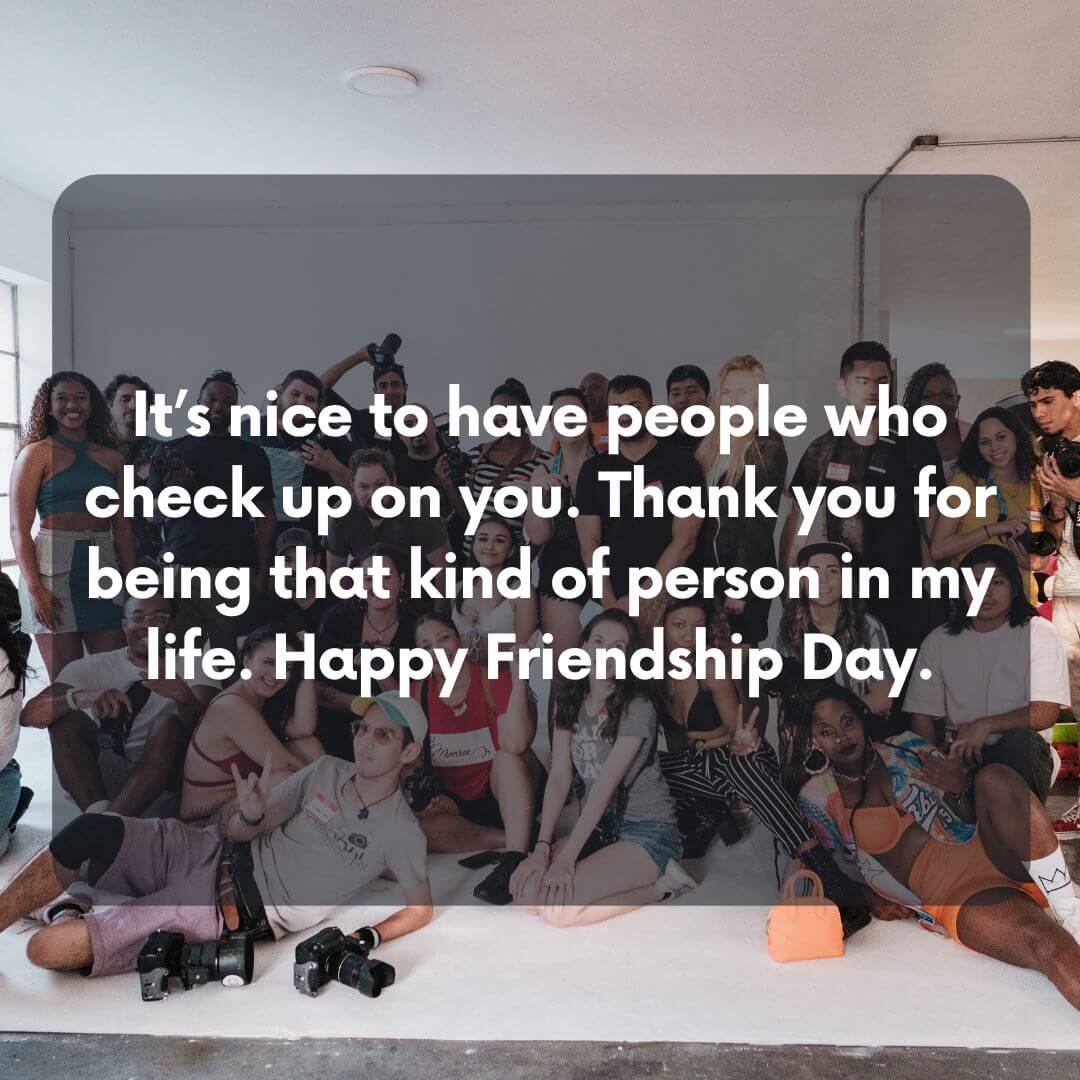 It’s nice to have people who
check up on you. Thank you for
being that kind of person in my
life. Happy Friendship Day.
Monroe